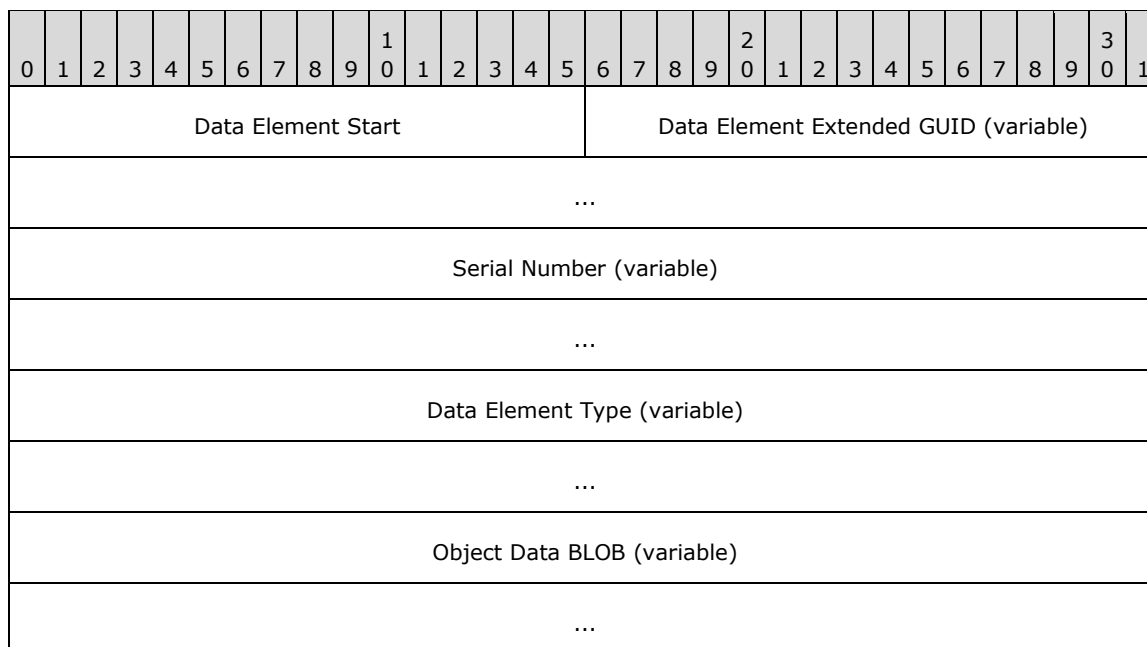 1 2 3
0 1 2 3 4 5 6 7 8 9 0 1 2 3 4 5 6 7 8 9 0 1 2 3 4 5 6 7 8 9 0 1
Data Element Start Data Element Extended GUID (variable)
...
Serial Number (variable)
...
Data Element Type (variable)
...
Object Data BLOB (variable)
...